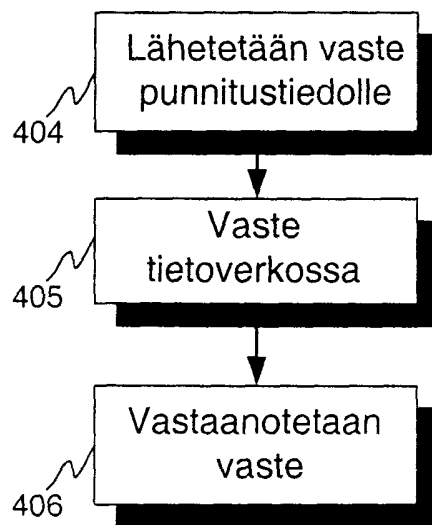 Lähetetään vaste
punnitustiedolle
404
Vaste
tietoverkossa
405
Vastaanotetaan
vaste
406